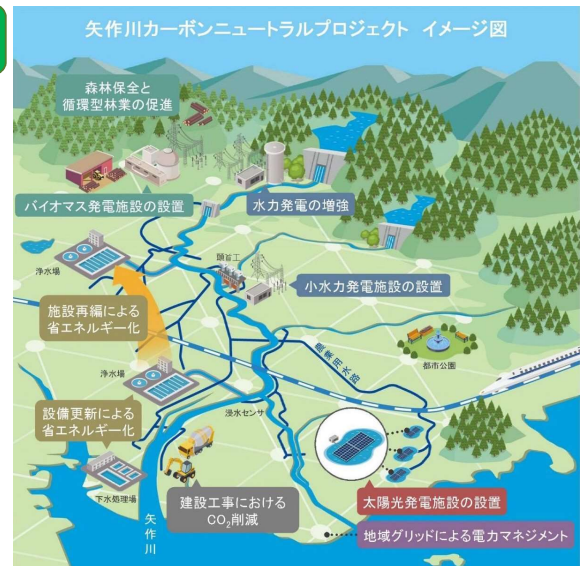 矢作川カーボンニュートラルプロジェクト イメージ図
森林保全と
循環型林業の促進
バイオマス発電施設の設置
水力発電の増強
浄水場
頭首工
小水力発電施設の設置
施設再編による
省エネルギー化
農業用水路
都市公園
浄水場
設備更新による
省エネルギー化
浸水センサ
下水処理場
矢作川
建設工事における
CO₂削減
太陽光発電施設の設置
地域グリッドによる電力マネジメント